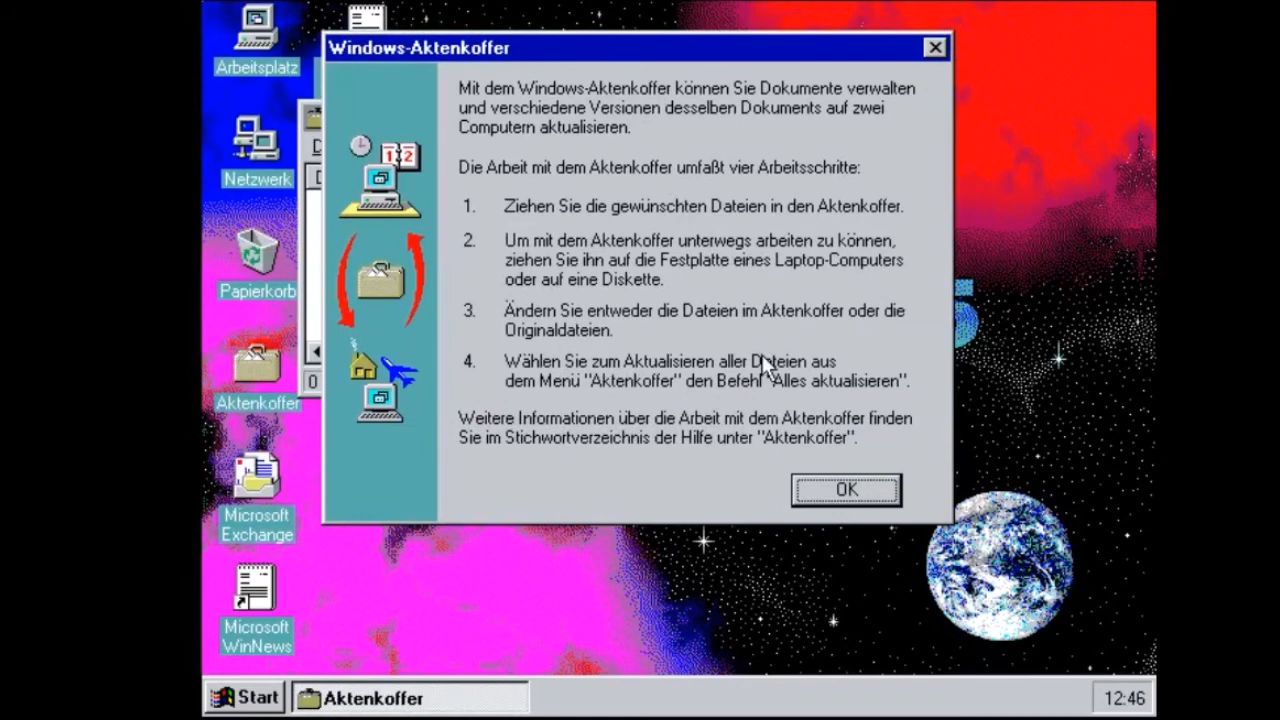 Arbeitsplatz
Netzwerk
Papierkorb
Aktenkoffer
Microsoft
Exchange
Microsoft
WinNews
Windows-Aktenkoffer
Mit dem Windows-Aktenkoffer können Sie Dokumente verwalten
und verschiedene Versionen desselben Dokuments auf zwei
Computern aktualisieren.
Die Arbeit mit dem Aktenkoffer umfaßt vier Arbeitsschritte:
1. Ziehen Sie die gewünschten Dateien in den Aktenkoffer.
2. Um mit dem Aktenkoffer unterwegs arbeiten zu können,
ziehen Sie ihn auf die Festplatte eines Laptop-Computers
oder auf eine Diskette.
3. Ändern Sie entweder die Dateien im Aktenkoffer oder die
Originaldateien.
4. Wählen Sie zum Aktualisieren aller Dateien aus
dem Menü "Aktenkoffer" den Befehl "Alles aktualisieren".
Weitere Informationen über die Arbeit mit dem Aktenkoffer finden
Sie im Stichwortverzeichnis der Hilfe unter "Aktenkoffer".
OK
12
0
Start
Aktenkoffer
12:46